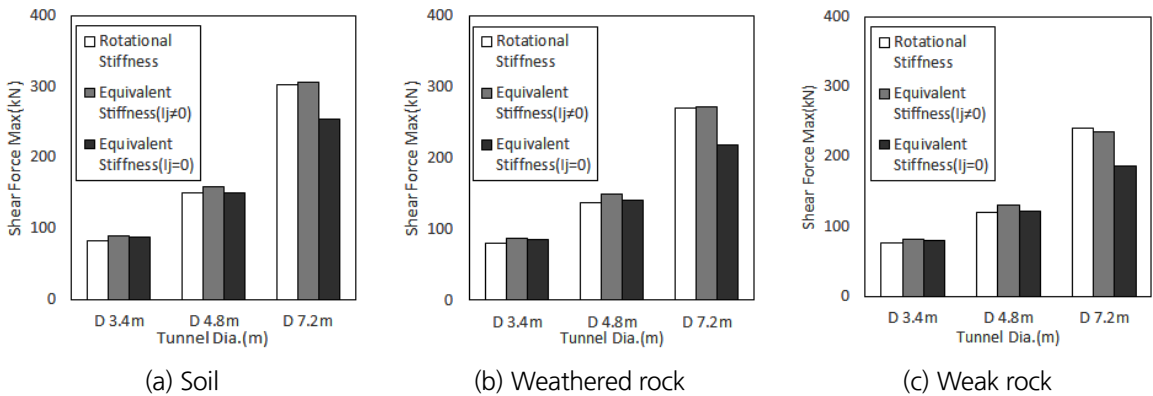 400
300
200
100
0
Shear Force Max(kN)
Rotational
Stiffness
Equivalent
Stiffness(Ij≠0)
Equivalent
Stiffness(Ij=0)
D 3.4m D 4.8m D 7.2m
Tunnel Dia.(m)
(a) Soil
400
300
200
100
0
Shear Force Max(kN)
Rotational
Stiffness
Equivalent
Stiffness(Ij≠0)
Equivalent
Stiffness(Ij=0)
D 3.4m D 4.8m D 7.2m
Tunnel Dia.(m)
(b) Weathered rock
400
300
200
100
0
Shear Force Max(kN)
Rotational
Stiffness
Equivalent
Stiffness(Ij≠0)
Equivalent
Stiffness(Ij=0)
D 3.4m D 4.8m D 7.2m
Tunnel Dia.(m)
(c) Weak rock